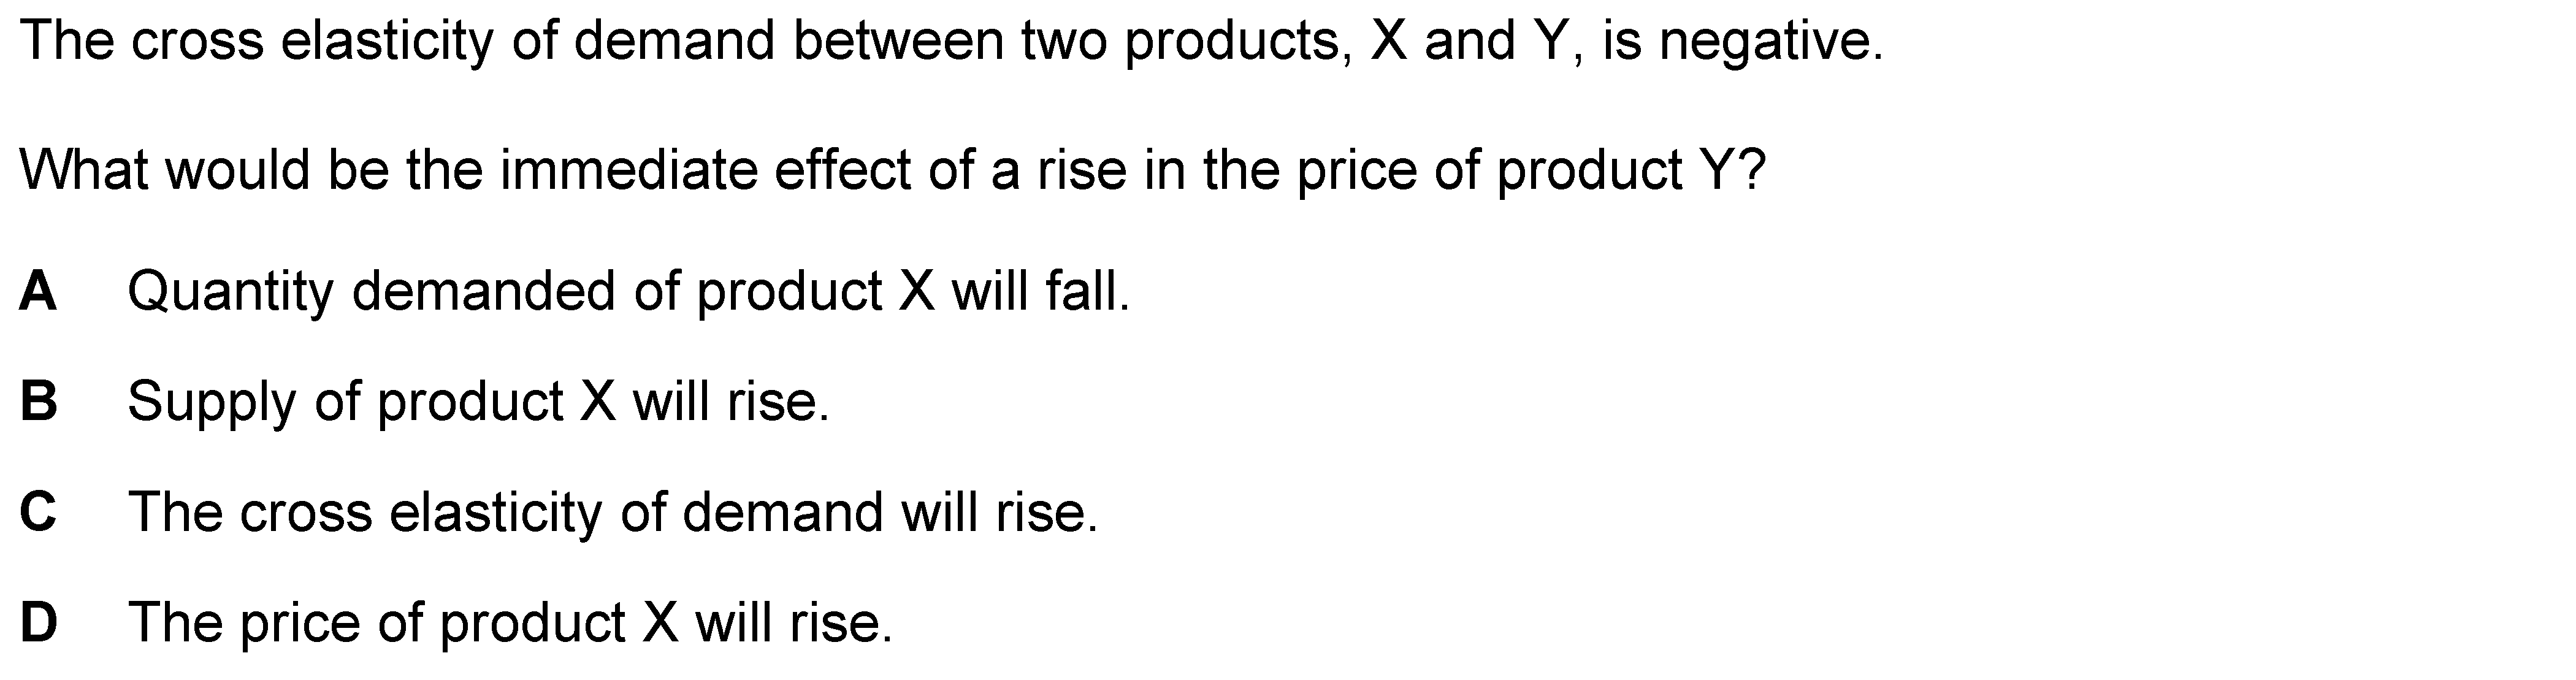 The cross elasticity of demand between two products, X and Y, is negative.
What would be the immediate effect of a rise in the price of product Y?
A Quantity demanded of product X will fall.
B Supply of product X will rise.
C The cross elasticity of demand will rise.
D The price of product X will rise.